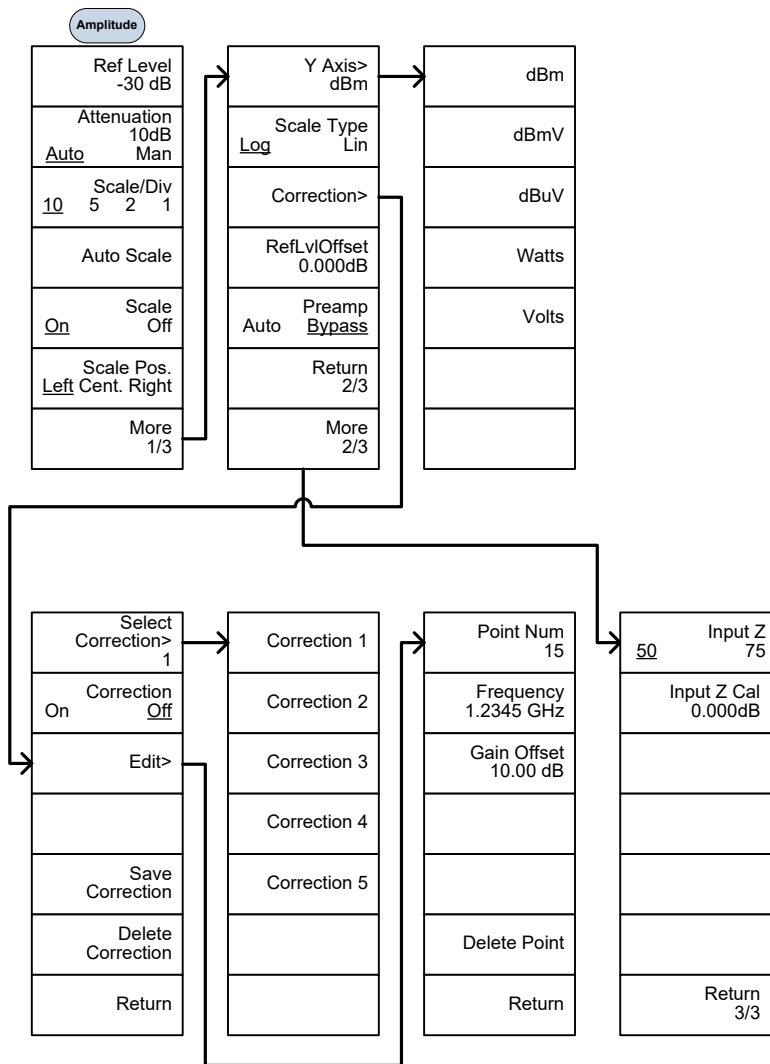 Amplitude
Ref Level
-30 dB
Attenuation
10dB
Auto Man
Scale/Div
10 5 2 1
Auto Scale
Scale
On Off
Scale Pos.
Left Cent. Right
More
1/3
Y Axis>
dBm
Scale Type
Log Lin
Correction>
RefLvlOffset
0.000dB
Preamp
Auto Bypass
Return
2/3
More
2/3
dBm
dBmV
dBuV
Watts
Volts
Select
Correction>
1
Correction
On Off
Edit>
Save
Correction
Delete
Correction
Return
Correction 1
Correction 2
Correction 3
Correction 4
Correction 5
Point Num
15
Frequency
1.2345 GHz
Gain Offset
10.00 dB
Delete Point
Return
Input Z
50 75
Input Z Cal
0.000dB
Return
3/3